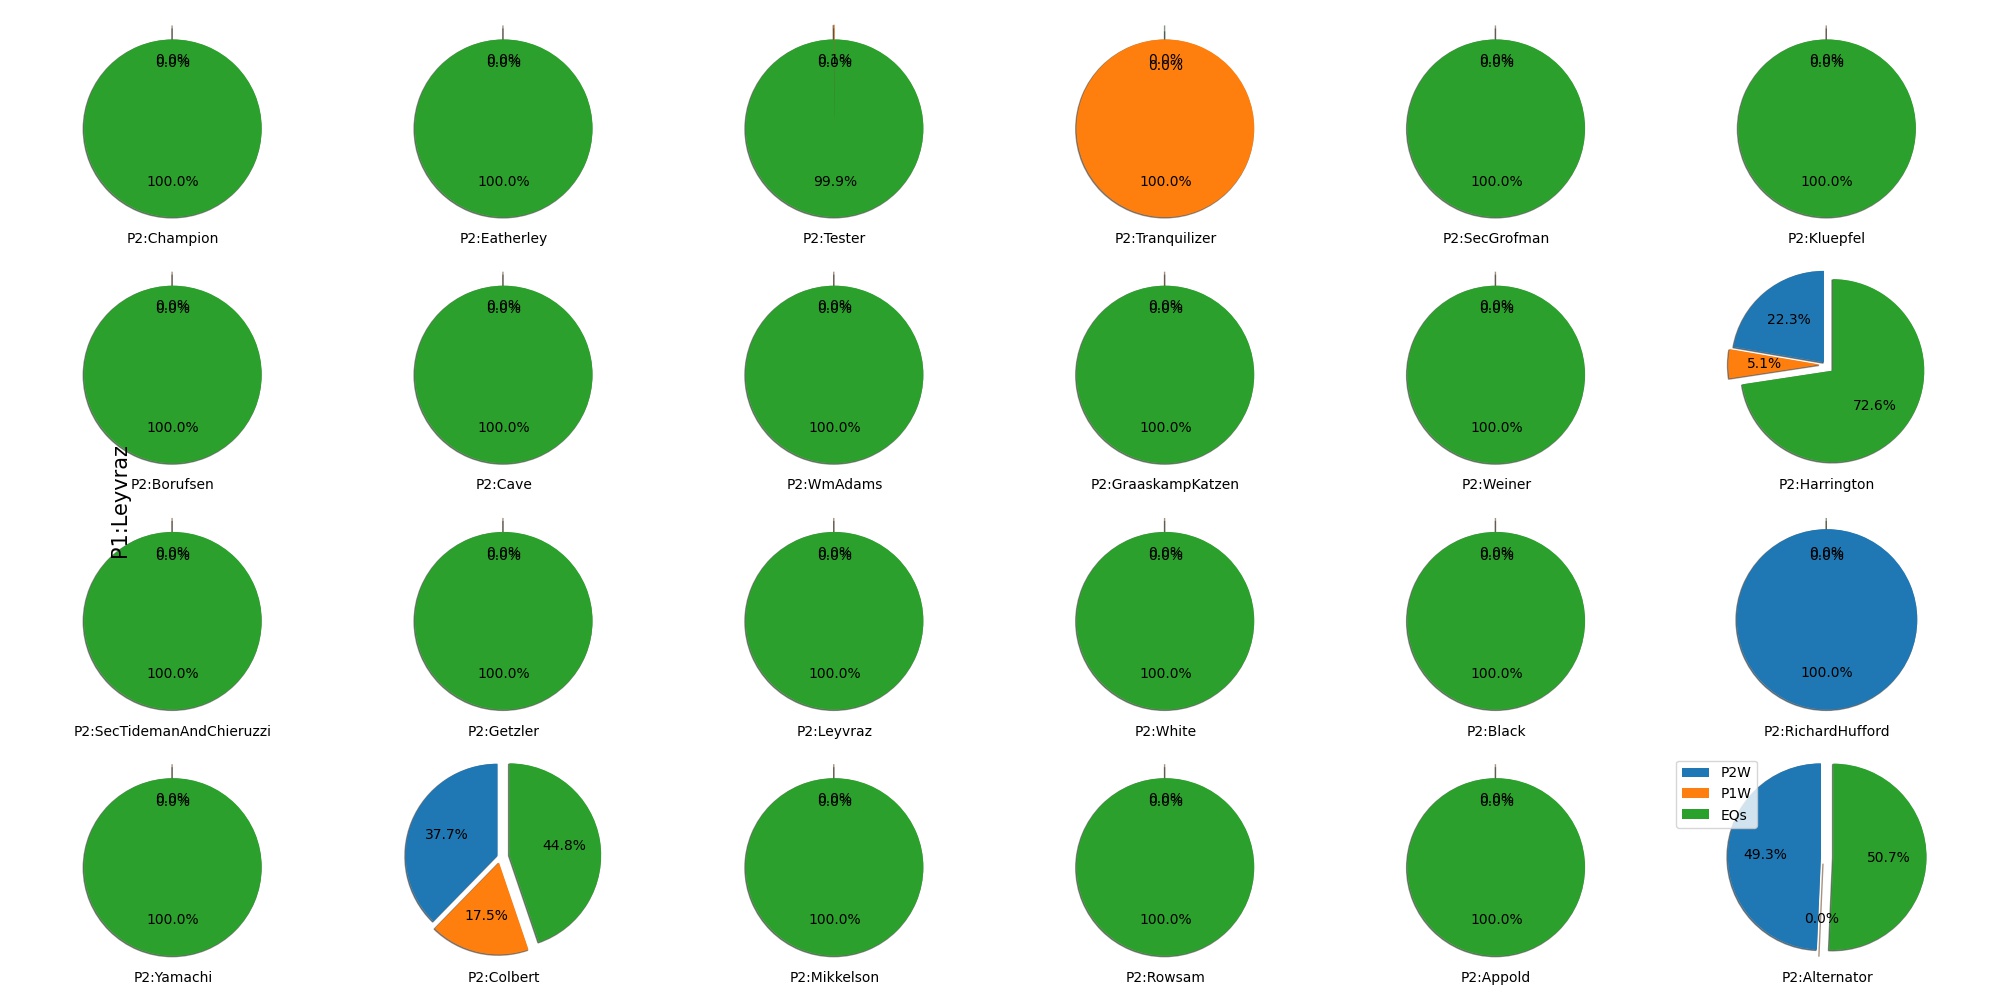 0.0%
0.0%
100.0%
P2:Champion
0.0%
0.0%
100.0%
P2:Eatherley
0.1%
0.0%
99.9%
P2:Tester
0.0%
0.0%
100.0%
P2:Tranquilizer
0.0%
0.0%
100.0%
P2:SecGrofman
0.0%
0.0%
100.0%
P2:Kluepfel
0.0%
0.0%
100.0%
P2:Borufsen
0.0%
0.0%
100.0%
P2:Cave
0.0%
0.0%
100.0%
P2:WmAdams
0.0%
0.0%
100.0%
P2:GraaskampKatzen
0.0%
0.0%
100.0%
P2:Weiner
22.3%
5.1%
72.6%
P2:Harrington
P1:Leyvraz
0.0%
0.0%
100.0%
P2:SecTidemanAndChieruzzi
0.0%
0.0%
100.0%
P2:Getzler
0.0%
0.0%
100.0%
P2:Leyvraz
0.0%
0.0%
100.0%
P2:White
0.0%
0.0%
100.0%
P2:Black
0.0%
0.0%
100.0%
P2:RichardHufford
0.0%
0.0%
100.0%
P2:Yamachi
37.7%
44.8%
17.5%
P2:Colbert
0.0%
0.0%
100.0%
P2:Mikkelson
0.0%
0.0%
100.0%
P2:Rowsam
0.0%
0.0%
100.0%
P2:Appold
P2W
P1W
EQs
49.3%
50.7%
0.0%
P2:Alternator